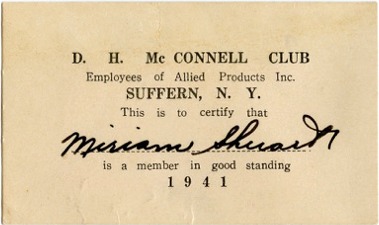 D. H. Mc CONNELL CLUB
Employees of Allied Products Inc.
SUFFERN, N. Y.
This is to certify that
Miriam
is a member in good standing
1941